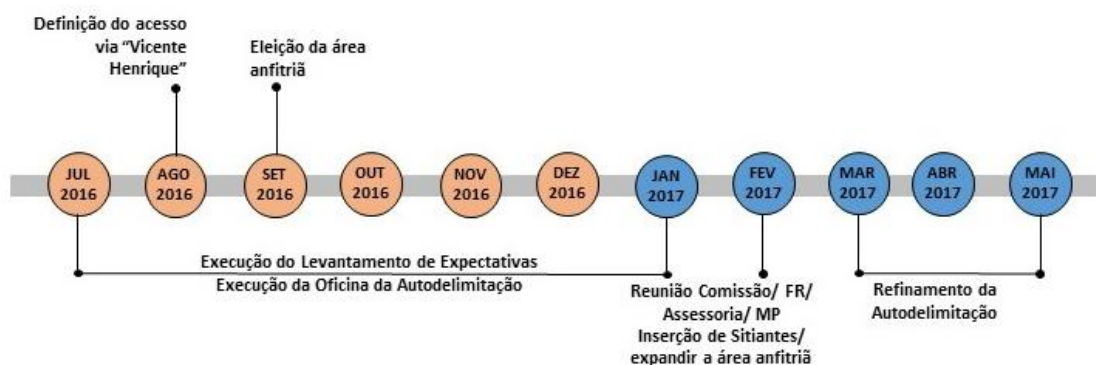 Definição do acesso
via “Vicente
Henrique”
Eleição da área
anfitriã
JUL
2016
AGO
2016
SET
2016
OUT
2016
NOV
2016
DEZ
2016
JAN
2017
FEV
2017
MAR
2017
ABR
2017
MAI
2017
Execução do Levantamento de Expectativas
Execução da Oficina da Autodelimitação
Reunião Comissão/ FR/
Assessoria/ MP
Inserção de Sitiantes/
expandir a área anfitriã
Refinamento da
Autodelimitação